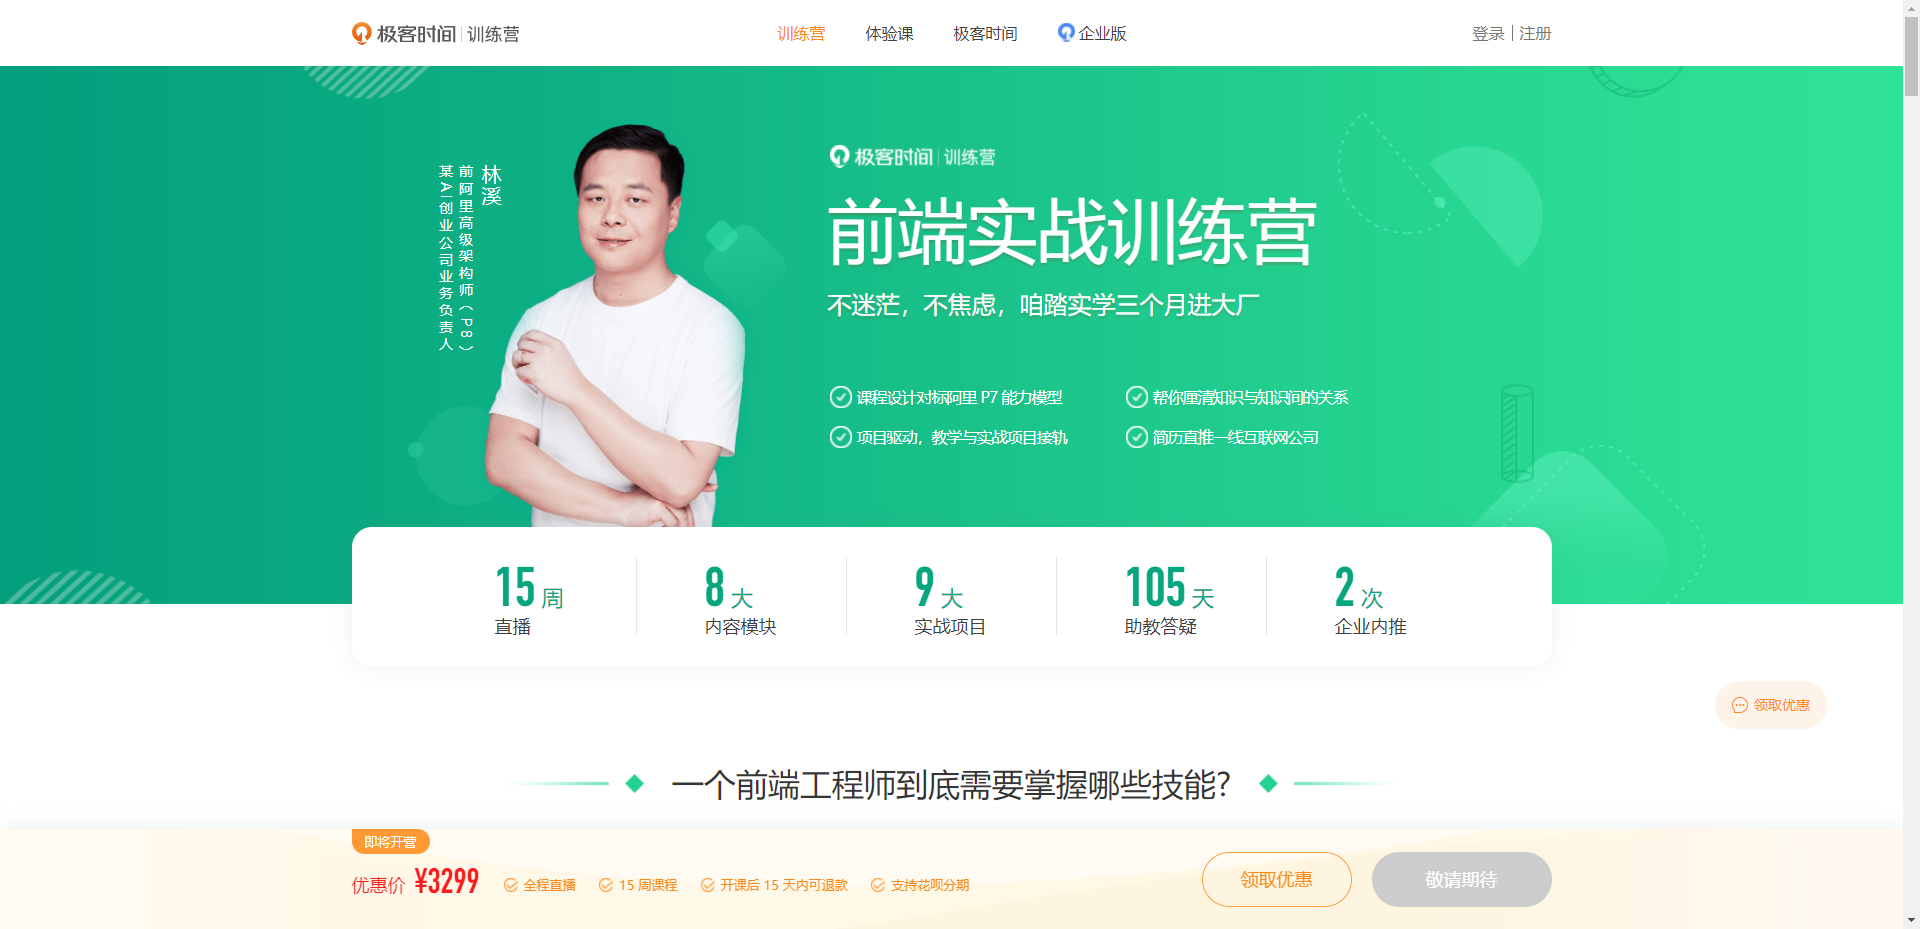 极客时间 | 训练营
训练营
体验课
极客时间
企业版
登录 | 注册
林溪
前阿里高级架构师（P8）
某AI创业公司业务负责人
极客时间 | 训练营
前端实战训练营
不迷茫，不焦虑，咱踏实学三个月进大厂
课程设计对标阿里 P7 能力模型
帮你厘清知识与知识间的关系
项目驱动，教学与实战项目接轨
简历直推一线互联网公司
15 周
直播
8 大
内容模块
9 大
实战项目
105 天
助教答疑
2 次
企业内推
领取优惠
一个前端工程师到底需要掌握哪些技能？
即将开营
优惠价 ¥3299
全程直播
15 周课程
开课后 15 天内可退款
支持花呗分期
领取优惠
敬请期待